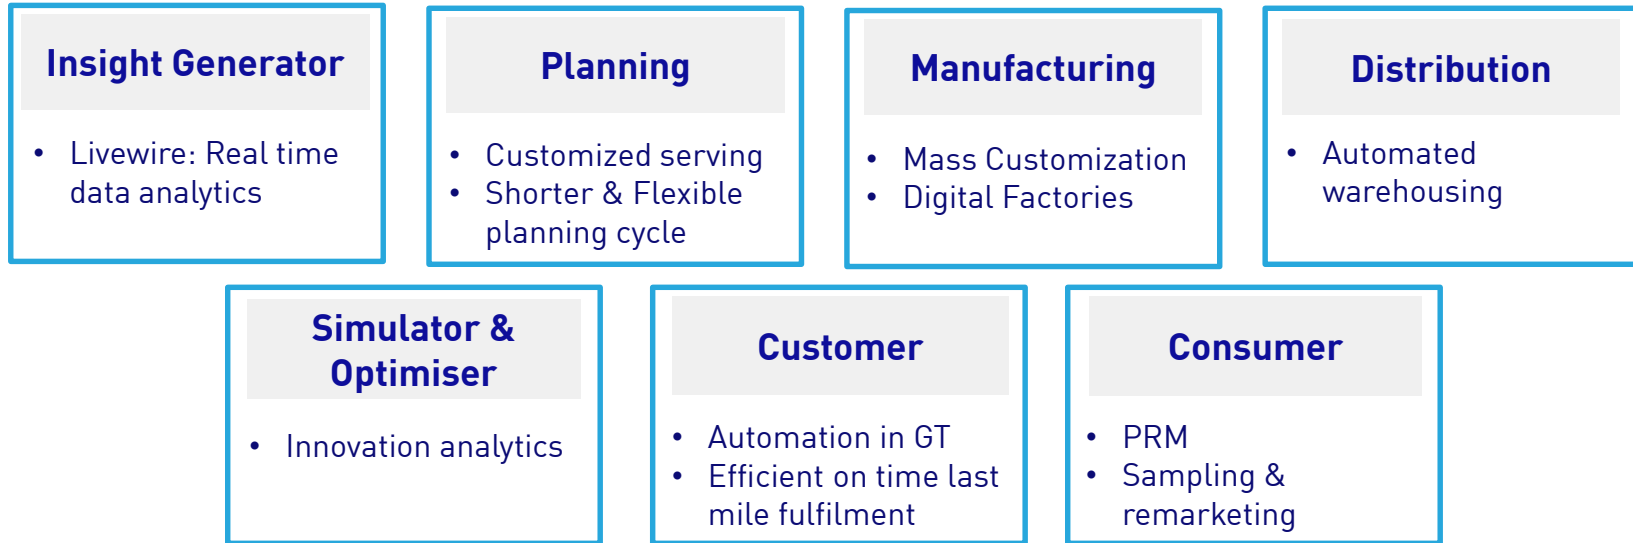 Insight Generator
• Livewire: Real time
data analytics
Planning
• Customized serving
• Shorter & Flexible
planning cycle
Manufacturing
• Mass Customization
• Digital Factories
Distribution
• Automated
warehousing
Simulator &
Optimiser
• Innovation analytics
Customer
• Automation in GT
• Efficient on time last
mile fulfilment
Consumer
• PRM
• Sampling &
remarketing